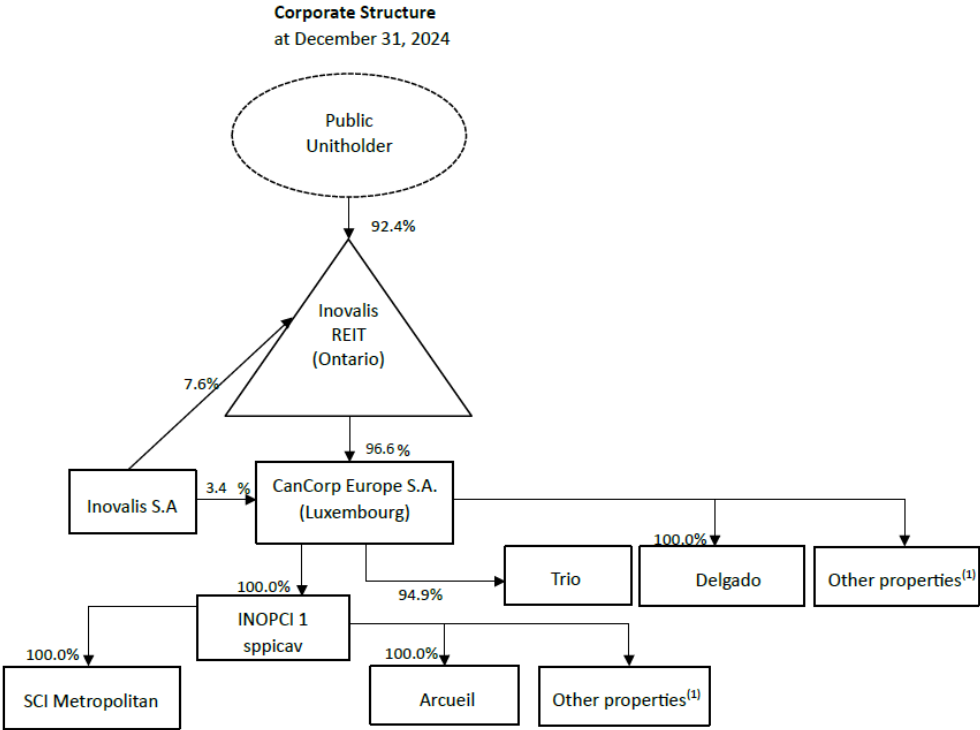 Corporate Structure
at December 31, 2024
Public
Unitholder
92.4%
Inovalis
REIT
(Ontario)
7.6%
96.6 %
Inovalis S.A
3.4 %
CanCorp Europe S.A.
(Luxembourg)
100.0%
94.9%
Trio
100.0%
Delgado
Other properties(1)
INOPCI 1
sppicav
100.0%
SCI Metropolitan
100.0%
Arcueil
Other properties(1)